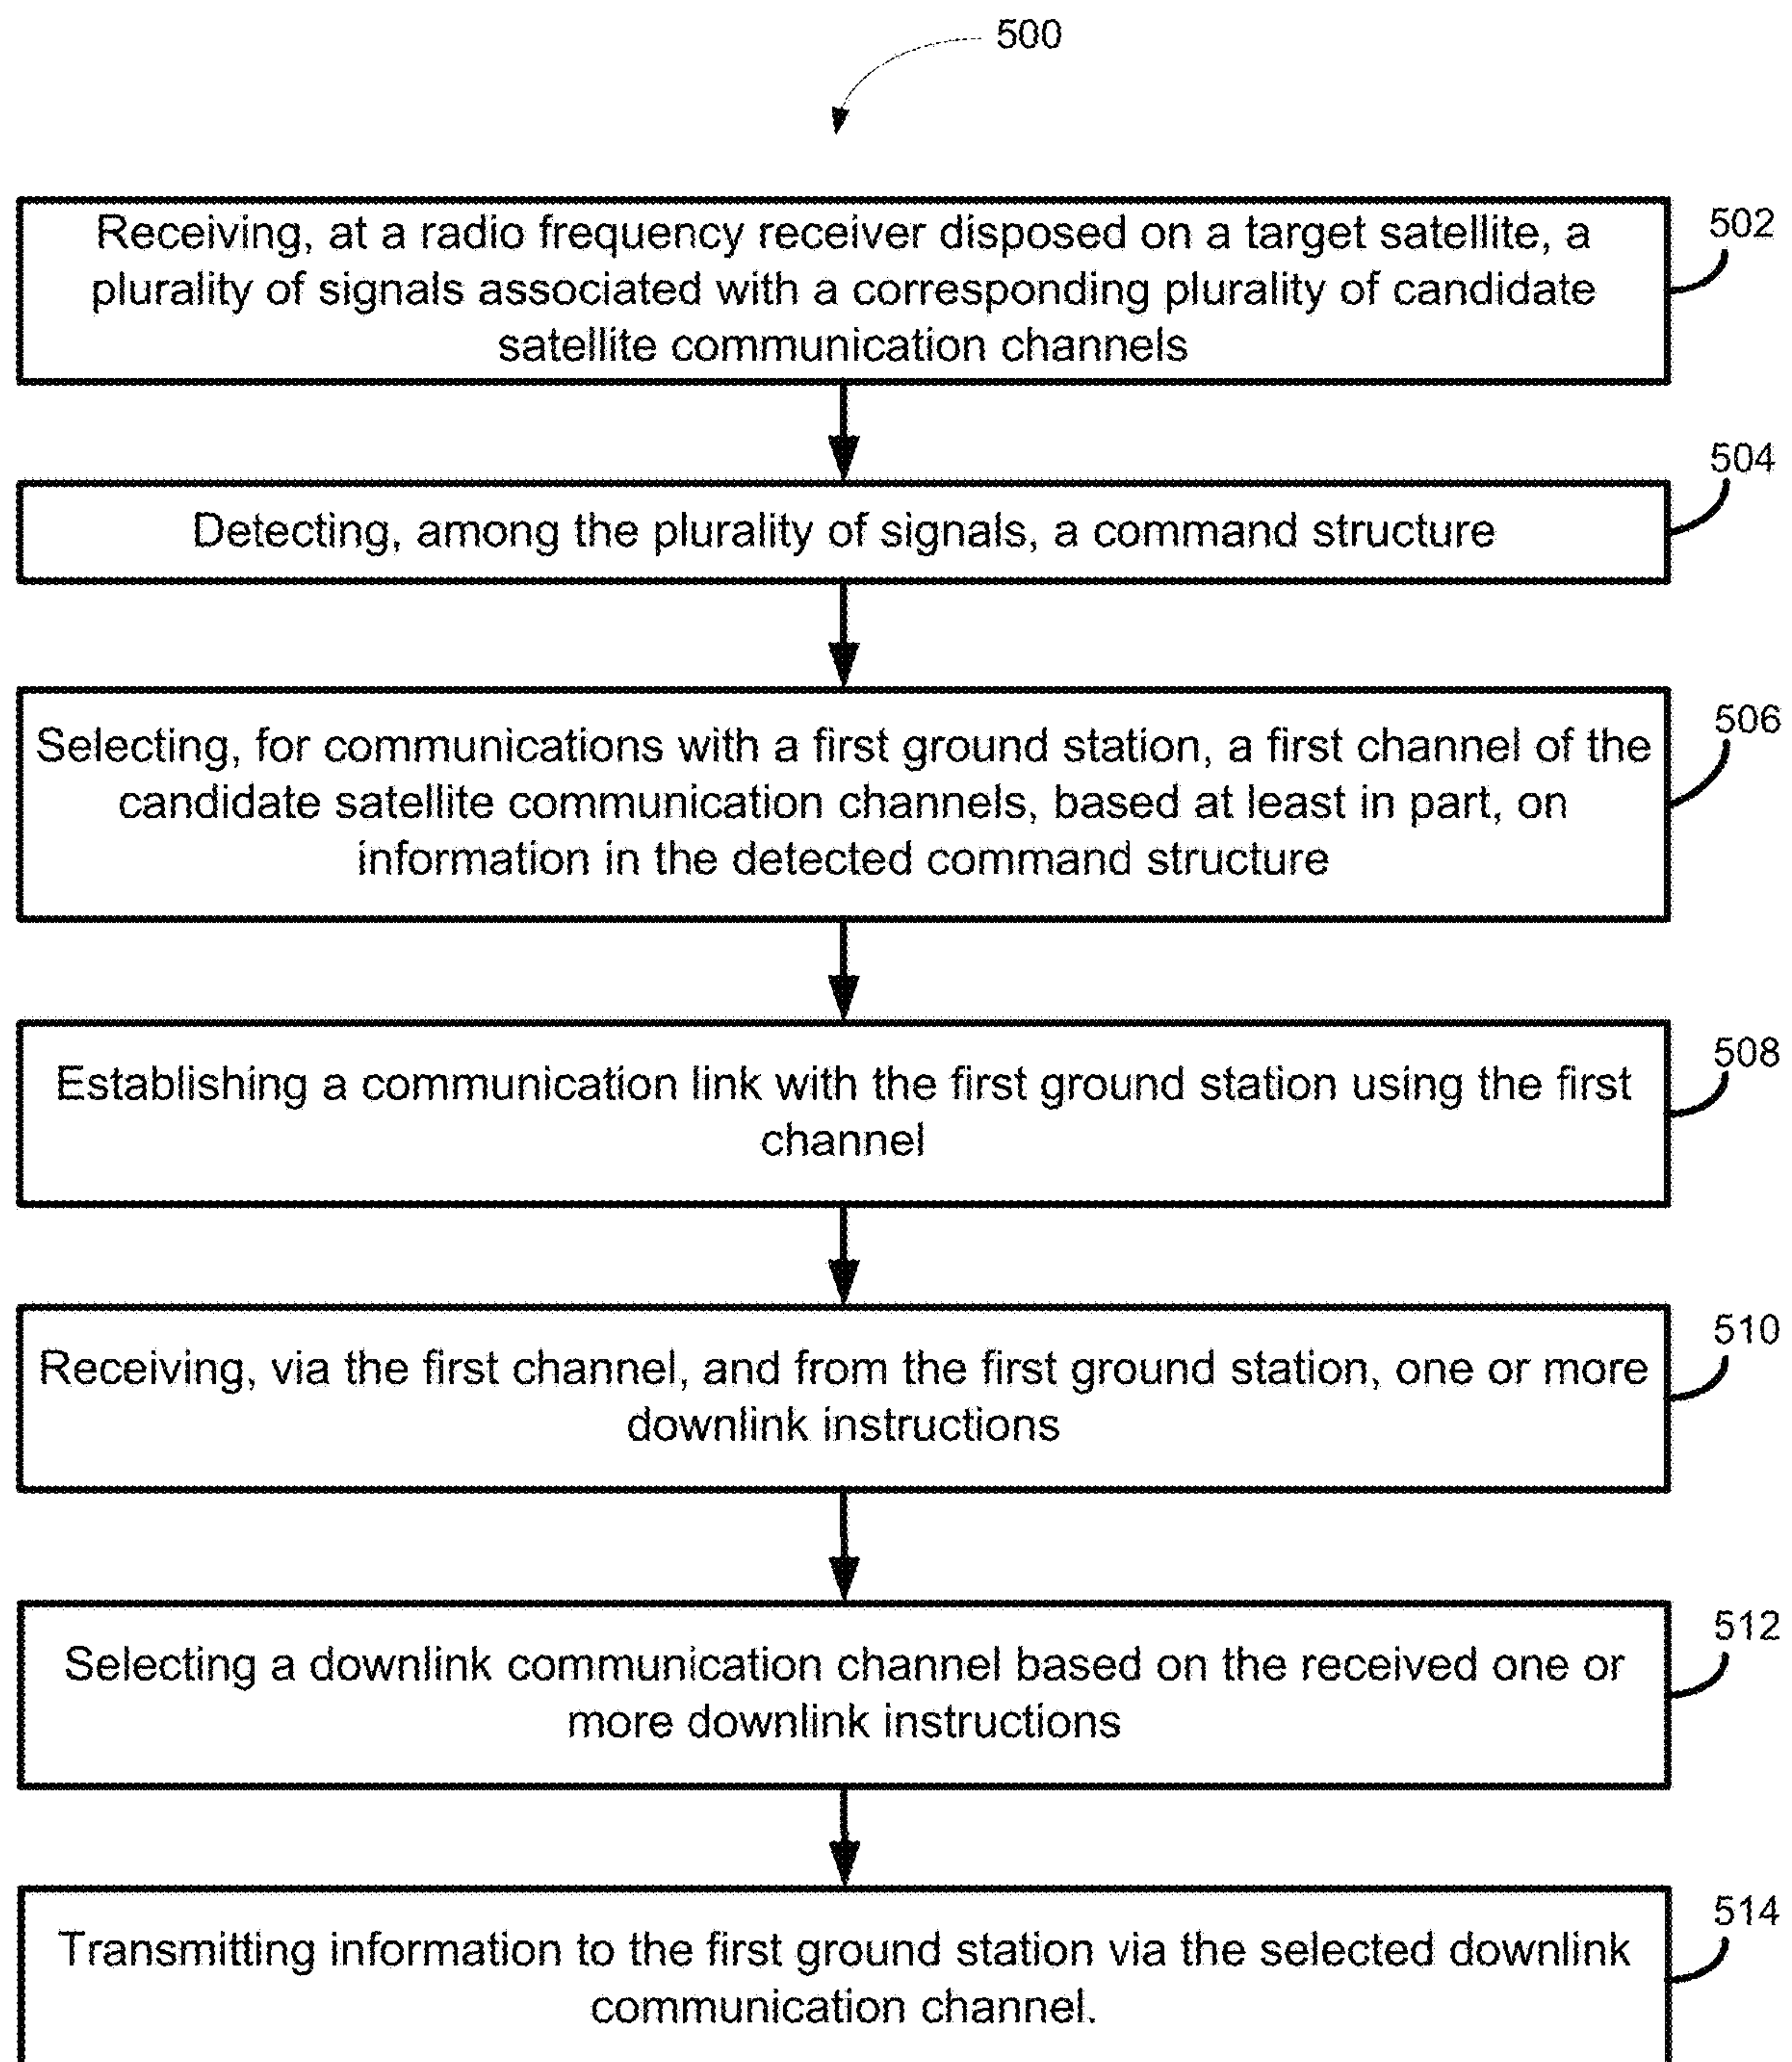 500
Receiving, at a radio frequency receiver disposed on a target satellite, a
plurality of signals associated with a corresponding plurality of candidate
satellite communication channels
502
Detecting, among the plurality of signals, a command structure
504
Selecting, for communications with a first ground station, a first channel of the
candidate satellite communication channels, based at least in part, on
information in the detected command structure
506
Establishing a communication link with the first ground station using the first
channel
508
Receiving, via the first channel, and from the first ground station, one or more
downlink instructions
510
Selecting a downlink communication channel based on the received one or
more downlink instructions
512
Transmitting information to the first ground station via the selected downlink
communication channel.
514